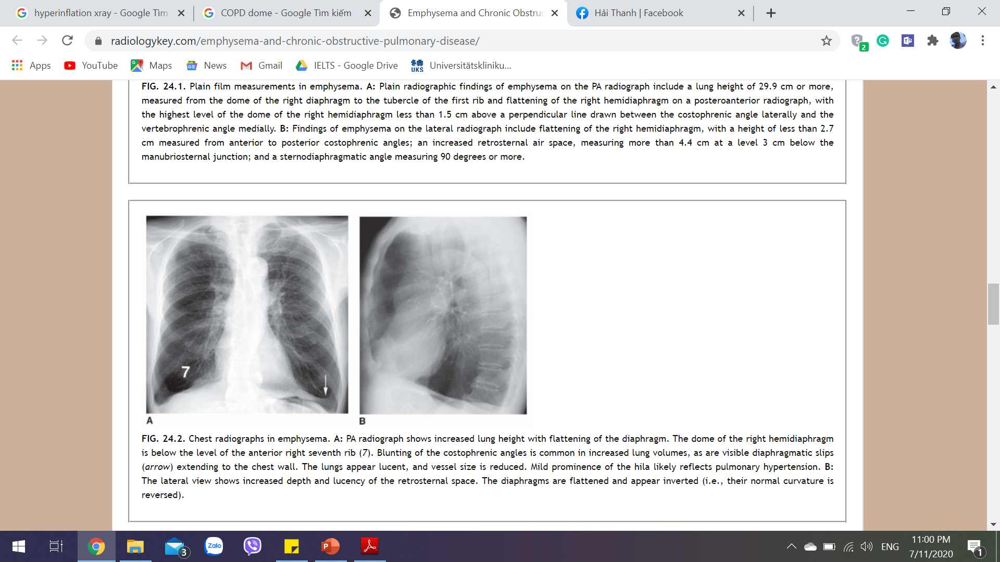 hyperinflation xray - Google Tìm
COPD dome - Google Tìm kiếm
Emphysema and Chronic Obstruc
Hải Thanh | Facebook
radiologykey.com/emphysema-and-chronic-obstructive-pulmonary-disease/
2
Apps
YouTube
Maps
News
Gmail
IELTS - Google Drive
UKS
Universitätskliniku...
FIG. 24.1. Plain film measurements in emphysema. A: Plain radiographic findings of emphysema on the PA radiograph include a lung height of 29.9 cm or more,
measured from the dome of the right diaphragm to the tubercle of the first rib and flattening of the right hemidiaphragm on a posteroanterior radiograph, with
the highest level of the dome of the right hemidiaphragm less than 1.5 cm above a perpendicular line drawn between the costophrenic angle laterally and the
vertebrophrenic angle medially. B: Findings of emphysema on the lateral radiograph include flattening of the right hemidiaphragm, with a height of less than 2.7
cm measured from anterior to posterior costophrenic angles; an increased retrosternal air space, measuring more than 4.4 cm at a level 3 cm below the
manubriosternal junction; and a sternodiaphragmatic angle measuring 90 degrees or more.
7
A
B
FIG. 24.2. Chest radiographs in emphysema. A: PA radiograph shows increased lung height with flattening of the diaphragm. The dome of the right hemidiaphragm
is below the level of the anterior right seventh rib (7). Blunting of the costophrenic angles is common in increased lung volumes, as are visible diaphragmatic slips
(arrow) extending to the chest wall. The lungs appear lucent, and vessel size is reduced. Mild prominence of the hila likely reflects pulmonary hypertension. B:
The lateral view shows increased depth and lucency of the retrosternal space. The diaphragms are flattened and appear inverted (i.e., their normal curvature is
reversed).
3
Zalo
ENG
11:00 PM
7/11/2020
1